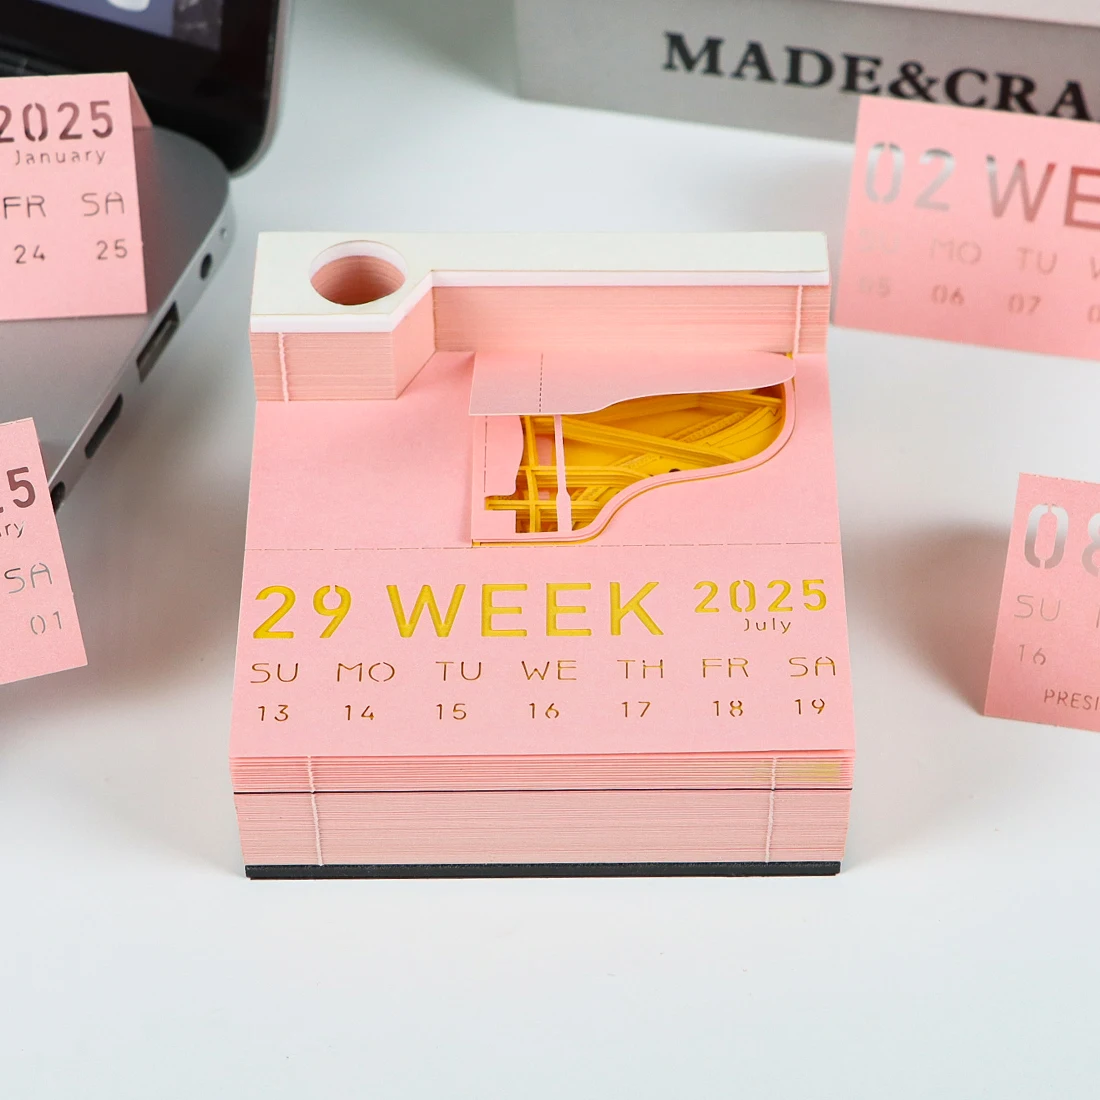 MADE&CRA
2025
January
FR SA
24 25
02 WE
MO TU
05 06 07
5
SA
01
29 WEEK 2025
July
SU MO TU WE TH FR SA
13 14 15 16 17 18 19
08
SU
16
PRESI